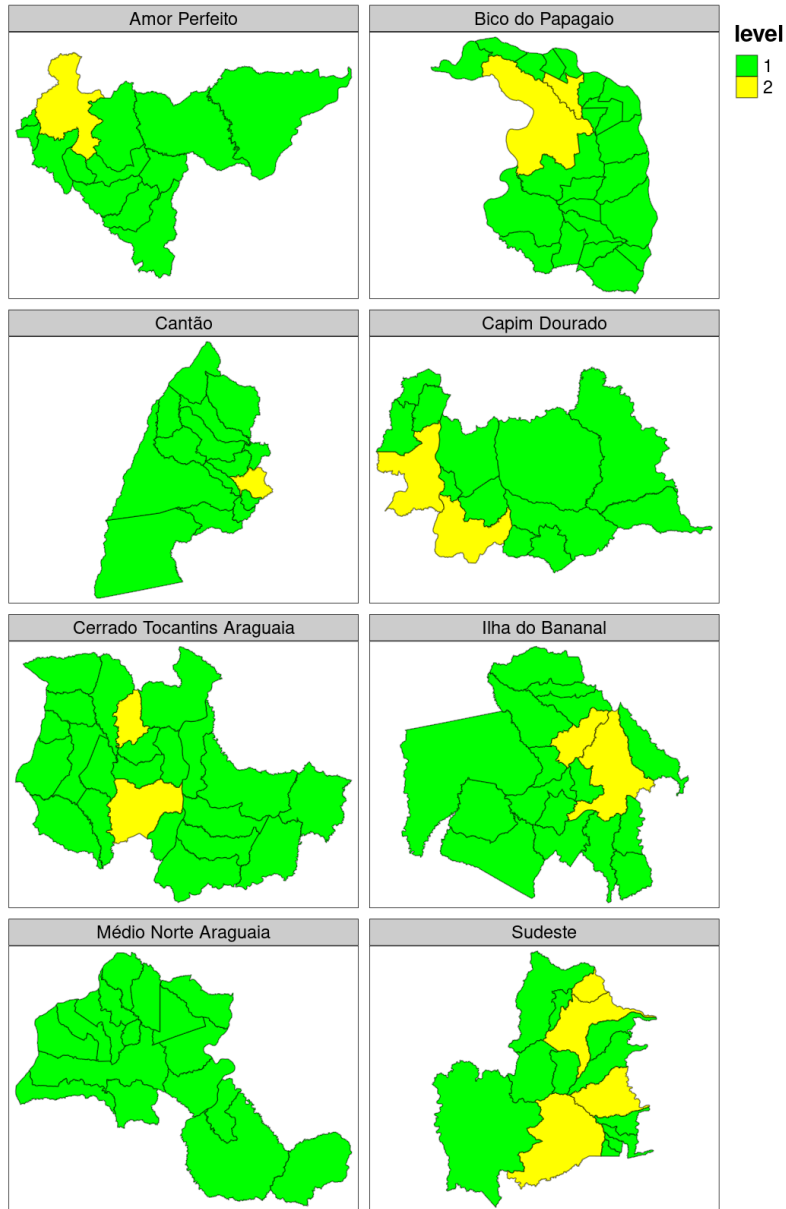 Amor Perfeito
Bico do Papagaio
level
1
2
Cantão
Capim Dourado
Cerrado Tocantins Araguaia
Ilha do Bananal
Médio Norte Araguaia
Sudeste